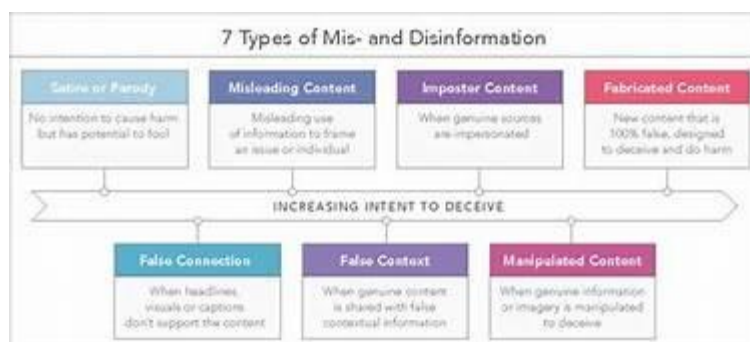 7 Types of Mis- and Disinformation
Satire or Parody
No intention to cause harm
but has potential to fool
Misleading Content
Misleading use
of information to frame
an issue or individual
Imposter Content
When genuine sources
are impersonated
Fabricated Content
New content that is
100% false, designed
to deceive and do harm
INCREASING INTENT TO DECEIVE
False Connection
When headlines,
visuals or captions
don't support the content
False Context
When genuine content
is shared with false
contextual information
Manipulated Content
When genuine information
or imagery is manipulated
to deceive